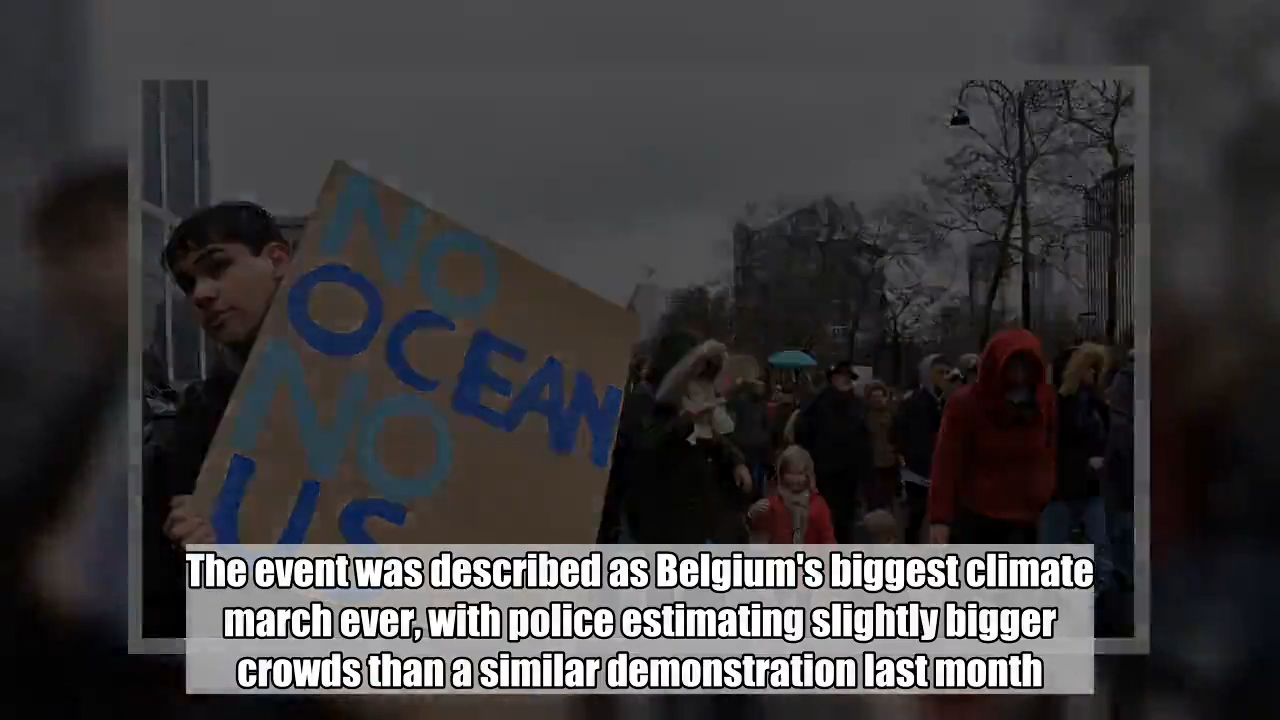 NO
OCEAN
NO
US
The event was described as Belgium's biggest climate
march ever, with police estimating slightly bigger
crowds than a similar demonstration last month